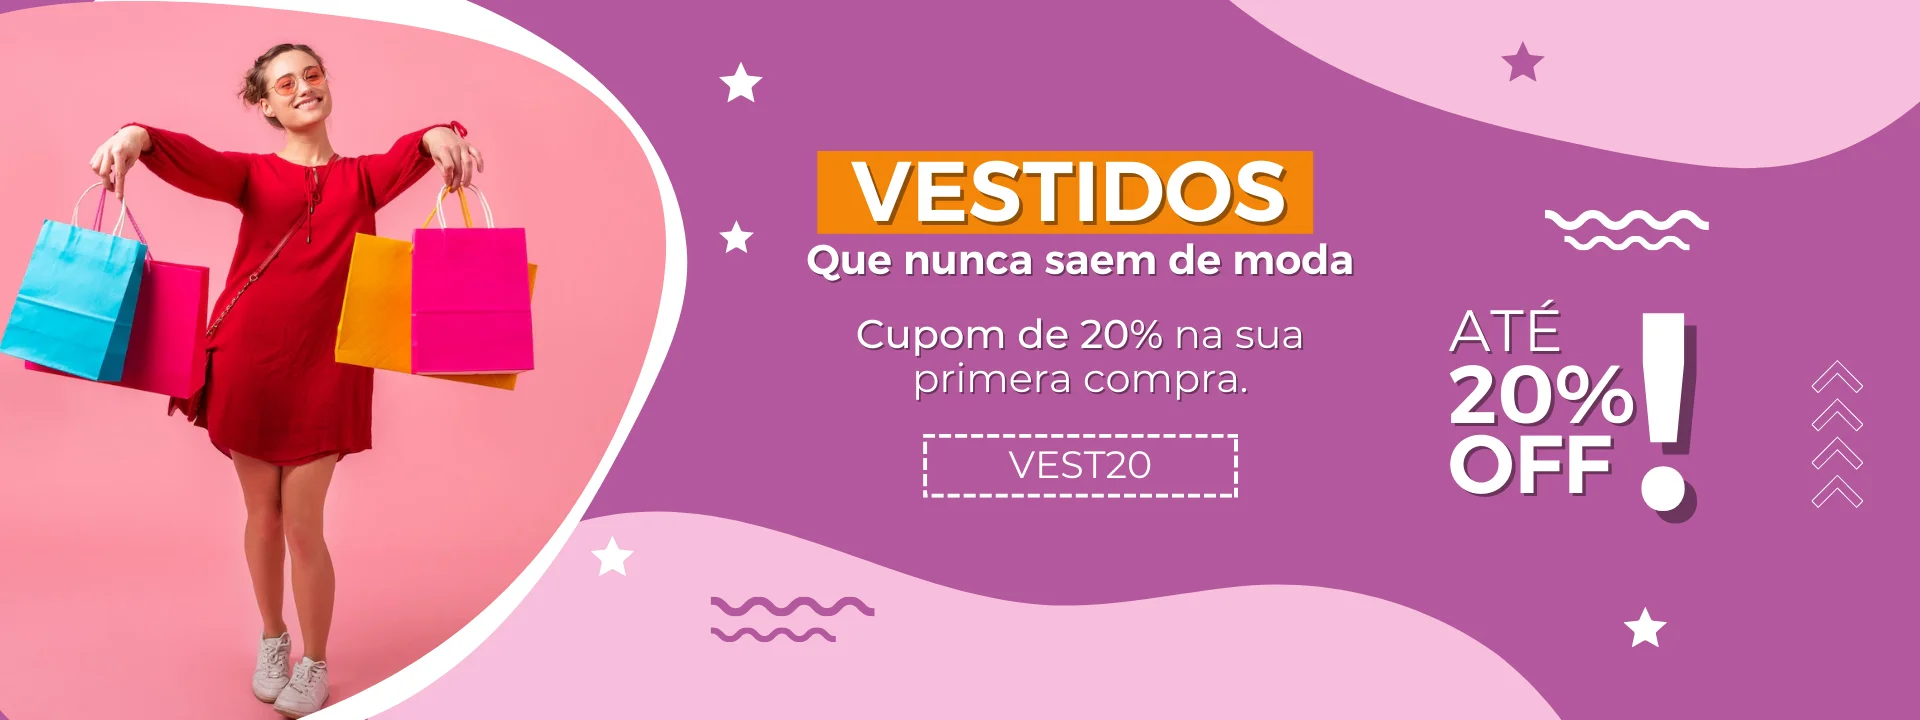 VESTIDOS
Que nunca saem de moda
Cupom de 20% na sua
primera compra.
VEST20
ATÉ
20%
OFF!